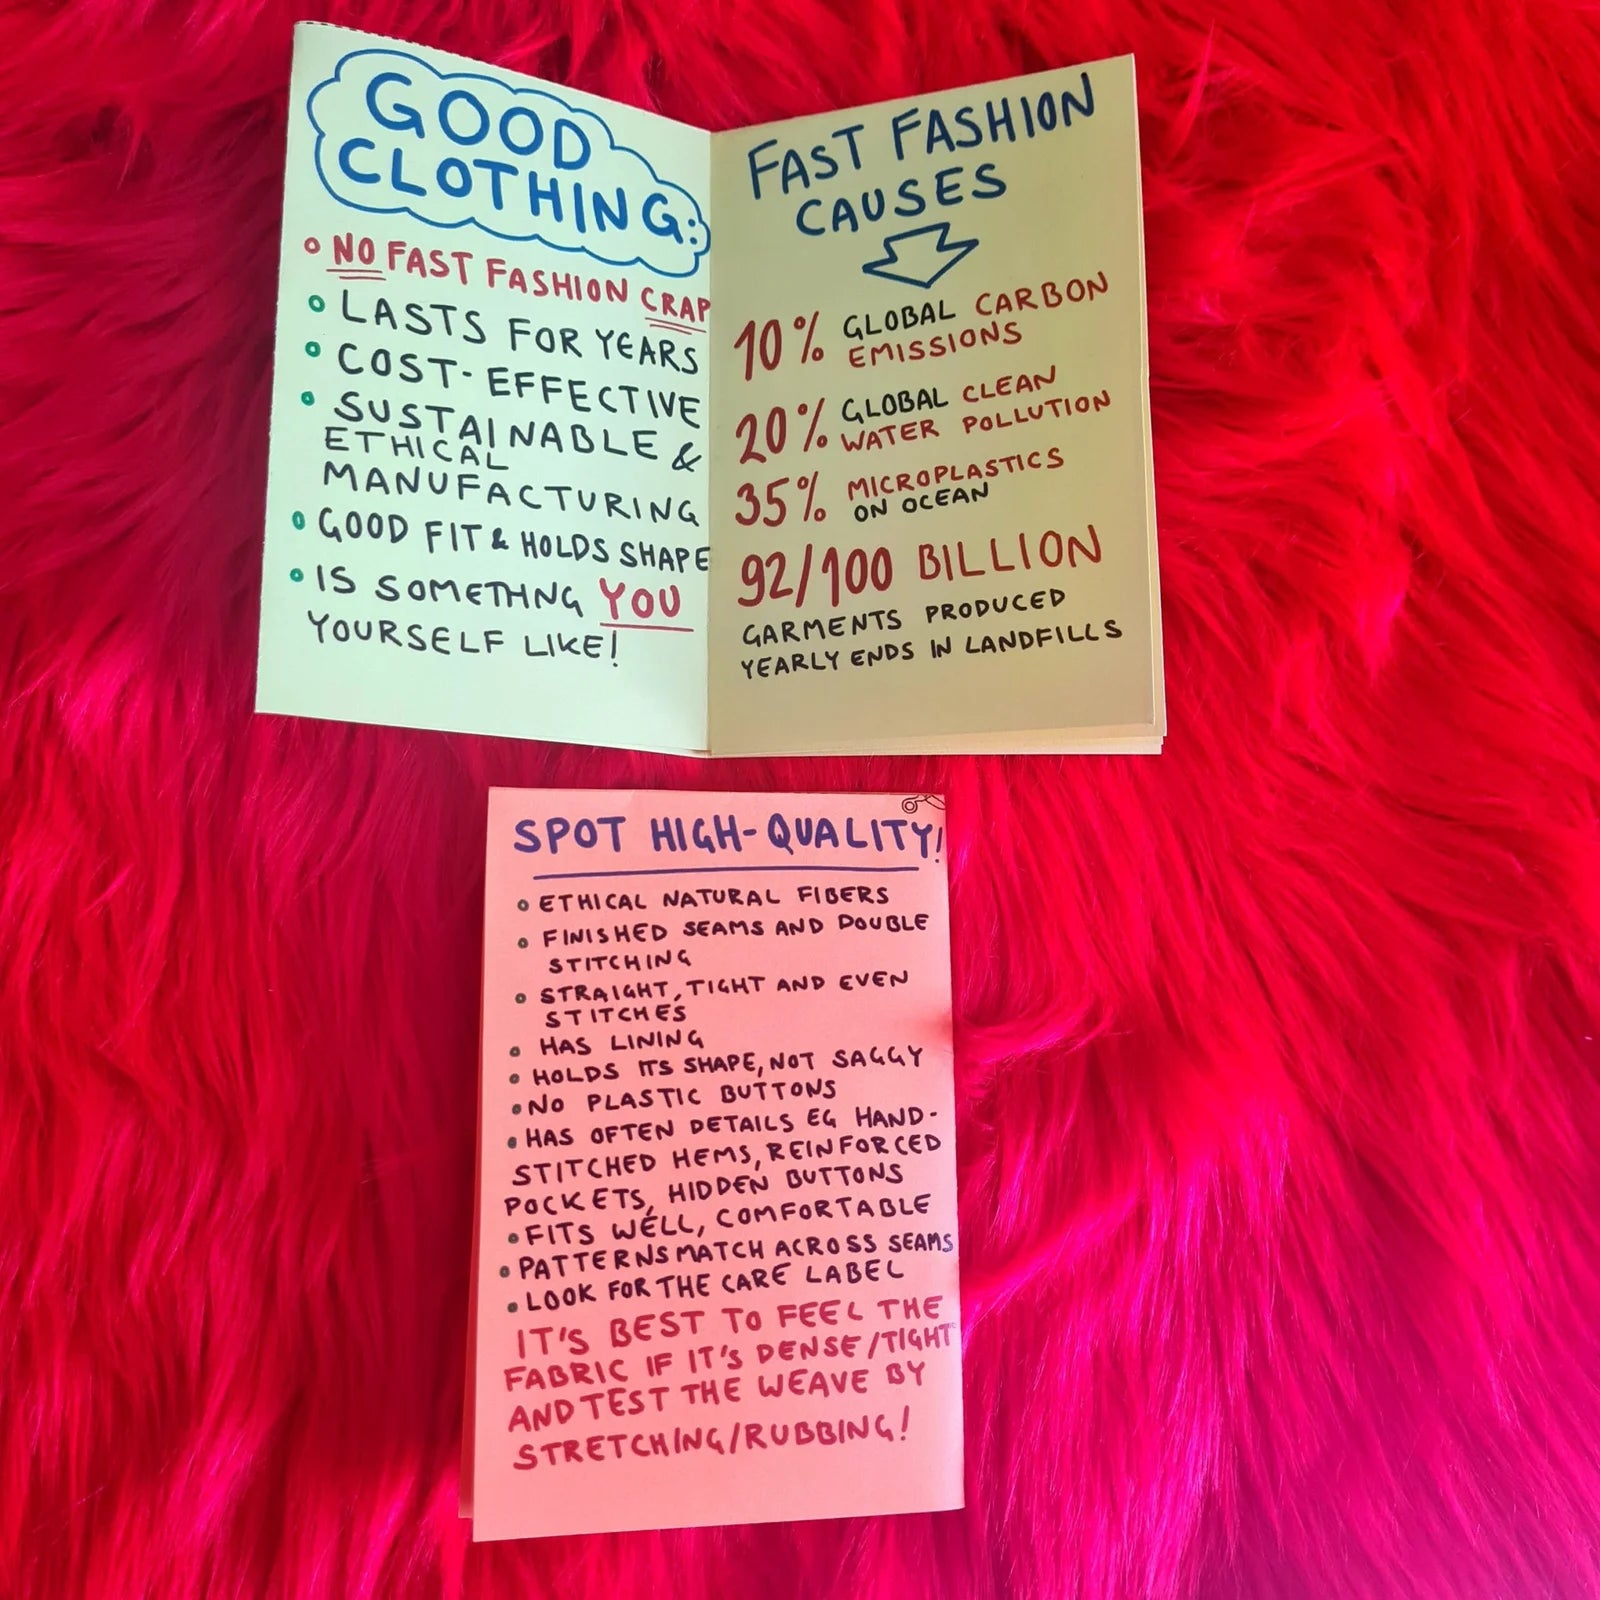 GOOD
CLOTHING:
NO FAST FASHION CRAP
LASTS FOR YEARS
COST-EFFECTIVE
SUSTAINABLE &
ETHICAL
MANUFACTURING
GOOD FIT & HOLDS SHAPE
IS SOMETHNG YOU
YOURSELF LIKE!
FAST FASHION
CAUSES
10% GLOBAL CARBON
EMISSIONS
20% GLOBAL CLEAN
WATER POLLUTION
35% MICROPLASTICS
ON OCEAN
92/100 BILLION
GARMENTS PRODUCED
YEARLY ENDS IN LANDFILLS
SPOT HIGH-QUALITY!
ETHICAL NATURAL FIBERS
FINISHED SEAMS AND DOUBLE
STITCHING
STRAIGHT, TIGHT AND EVEN
STITCHES
HAS LINING
HOLDS ITS SHAPE, NOT SAGGY
NO PLASTIC BUTTONS
HAS OFTEN DETAILS EG HAND-
STITCHED HEMS, REINFORCED
POCKETS, HIDDEN BUTTONS
FITS WELL, COMFORTABLE
PATTERNS MATCH ACROSS SEAMS
LOOK FOR THE CARE LABEL
IT'S BEST TO FEEL THE
FABRIC IF IT'S DENSE/TIGHT
AND TEST THE WEAVE BY
STRETCHING/RUBBING!